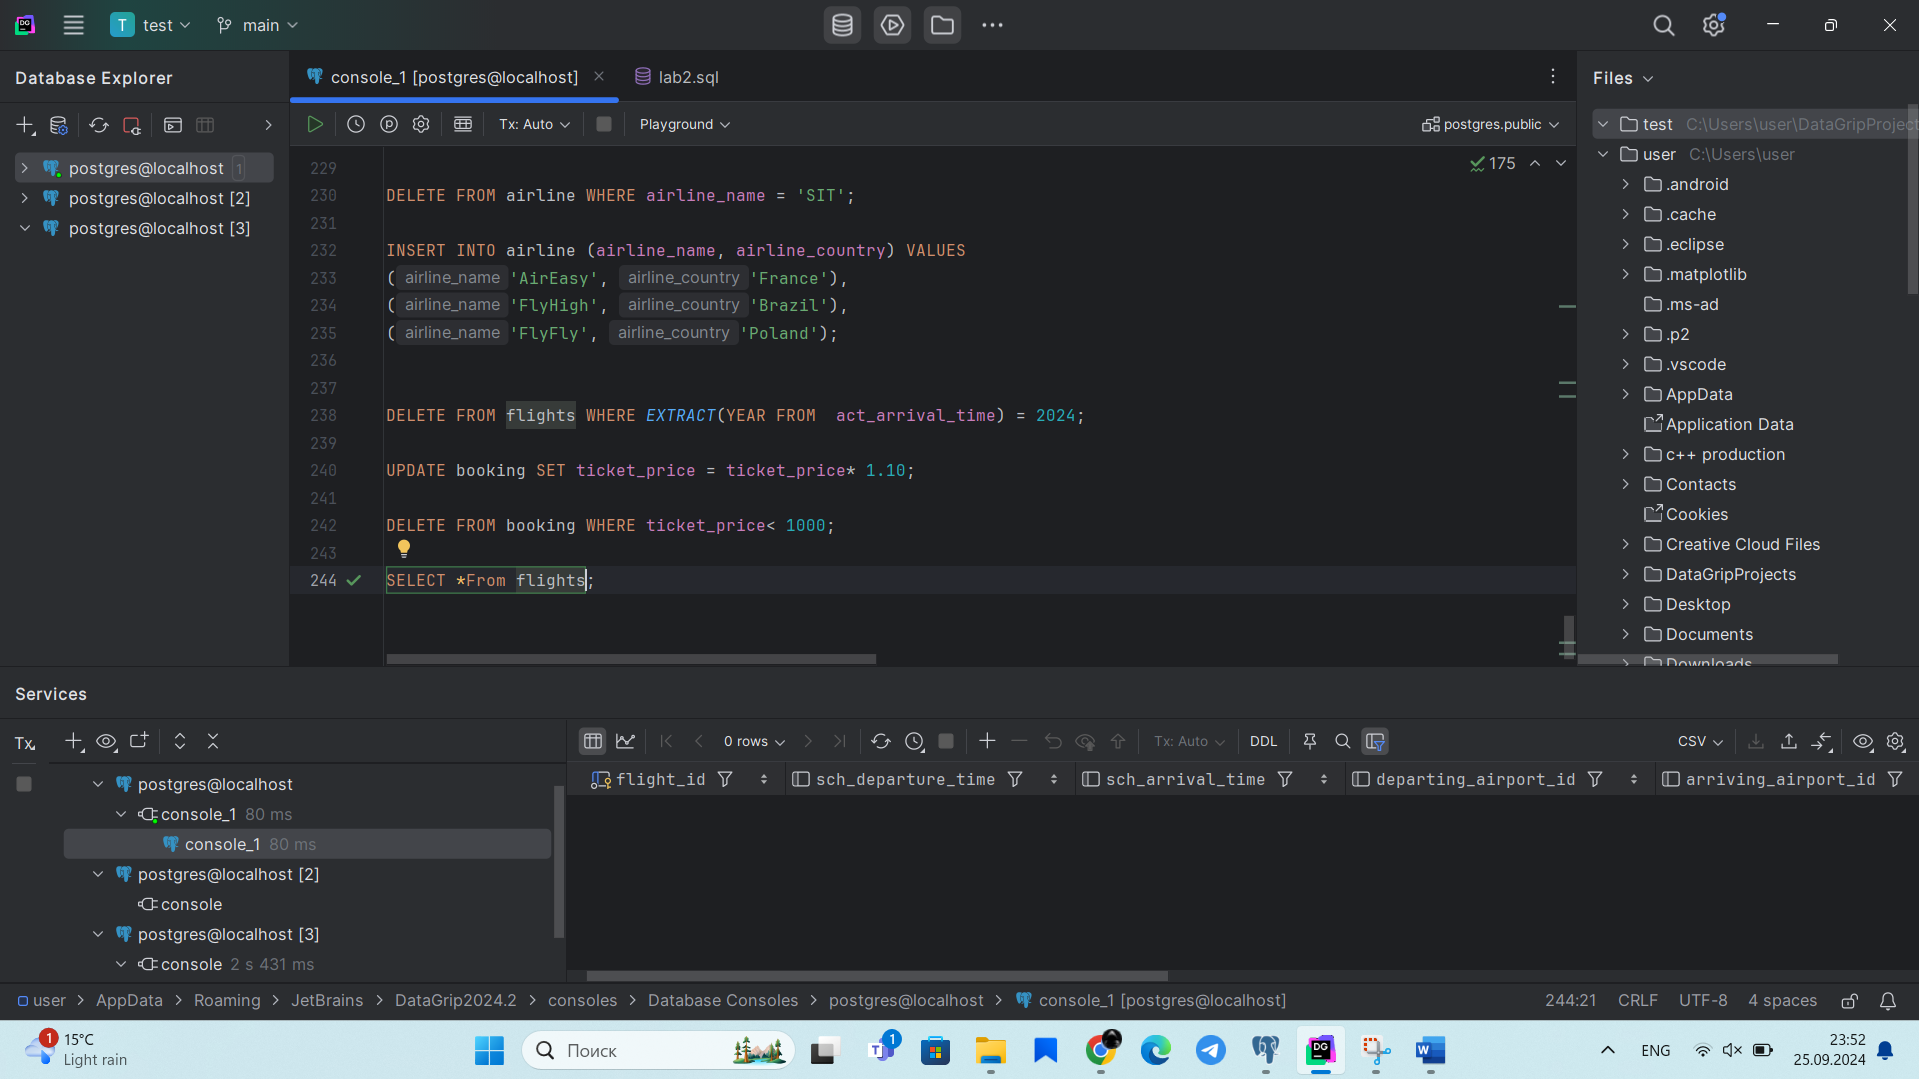 test
main
Database Explorer
console_1 [postgres@localhost]
lab2.sql
Files
Tx: Auto
Playground
postgres.public
postgres@localhost 1
postgres@localhost [2]
postgres@localhost [3]
175
229
230 DELETE FROM airline WHERE airline_name = 'SIT';
231
232 INSERT INTO airline (airline_name, airline_country) VALUES
233 ( airline_name 'AirEasy', airline_country 'France'),
234 ( airline_name 'FlyHigh', airline_country 'Brazil'),
235 ( airline_name 'FlyFly', airline_country 'Poland');
236
237
238 DELETE FROM flights WHERE EXTRACT(YEAR FROM  act_arrival_time) = 2024;
239
240 UPDATE booking SET ticket_price = ticket_price* 1.10;
241
242 DELETE FROM booking WHERE ticket_price< 1000;
243
244 SELECT *From flights;
test C:\Users\user\DataGripProject
user C:\Users\user
.android
.cache
.eclipse
.matplotlib
.ms-ad
.p2
.vscode
AppData
Application Data
c++ production
Contacts
Cookies
Creative Cloud Files
DataGripProjects
Desktop
Documents
Downloads
Services
Tx
postgres@localhost
console_1 80 ms
console_1 80 ms
postgres@localhost [2]
console
postgres@localhost [3]
console 2 s 431 ms
0 rows
Tx: Auto
DDL
CSV
flight_id
sch_departure_time
sch_arrival_time
departing_airport_id
arriving_airport_id
user > AppData > Roaming > JetBrains > DataGrip2024.2 > consoles > Database Consoles > postgres@localhost > console_1 [postgres@localhost]
244:21 CRLF UTF-8 4 spaces
1
15°C
Light rain
Поиск
1
ENG
23:52
25.09.2024